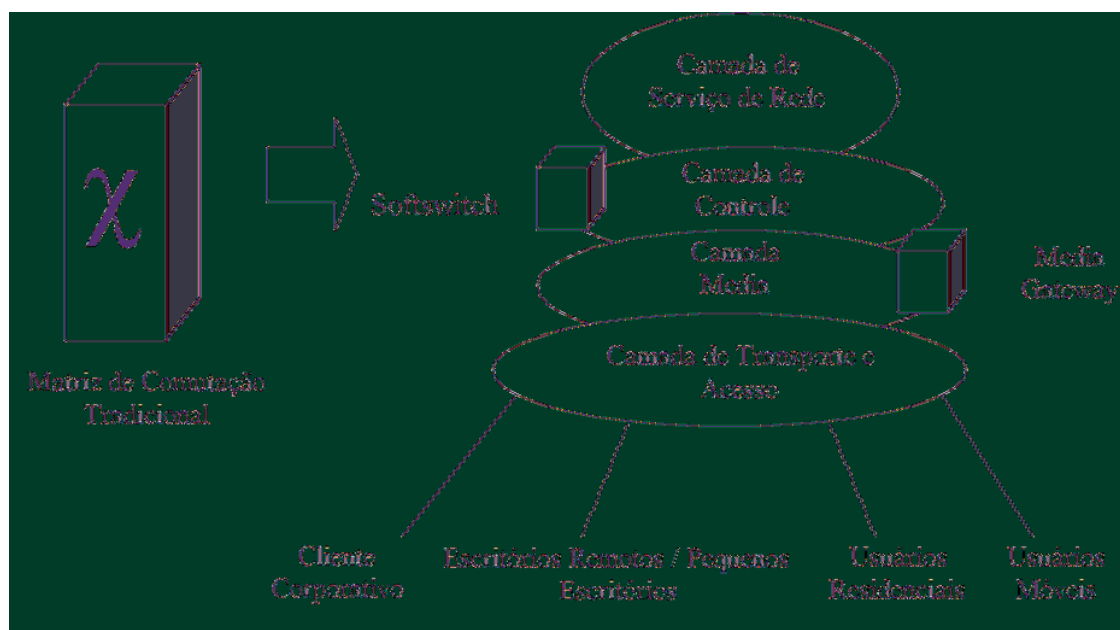 Camada de
Serviço de Rede
χ
Camada de
Controle
Softswitch
Camada
Media
Media
Gateway
Camada de Transporte e
Acesso
Matriz de Comutação
Tradicional
Cliente
Corporativo
Escritórios Remotos / Pequenos
Escritórios
Usuários
Residenciais
Usuários
Móveis